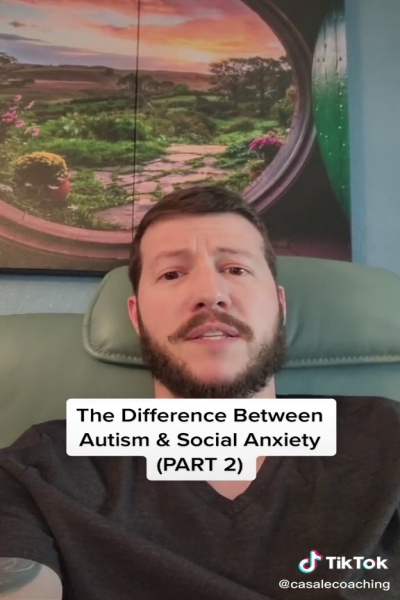 The Difference Between
Autism & Social Anxiety
(PART 2)
TikTok
@casalecoaching